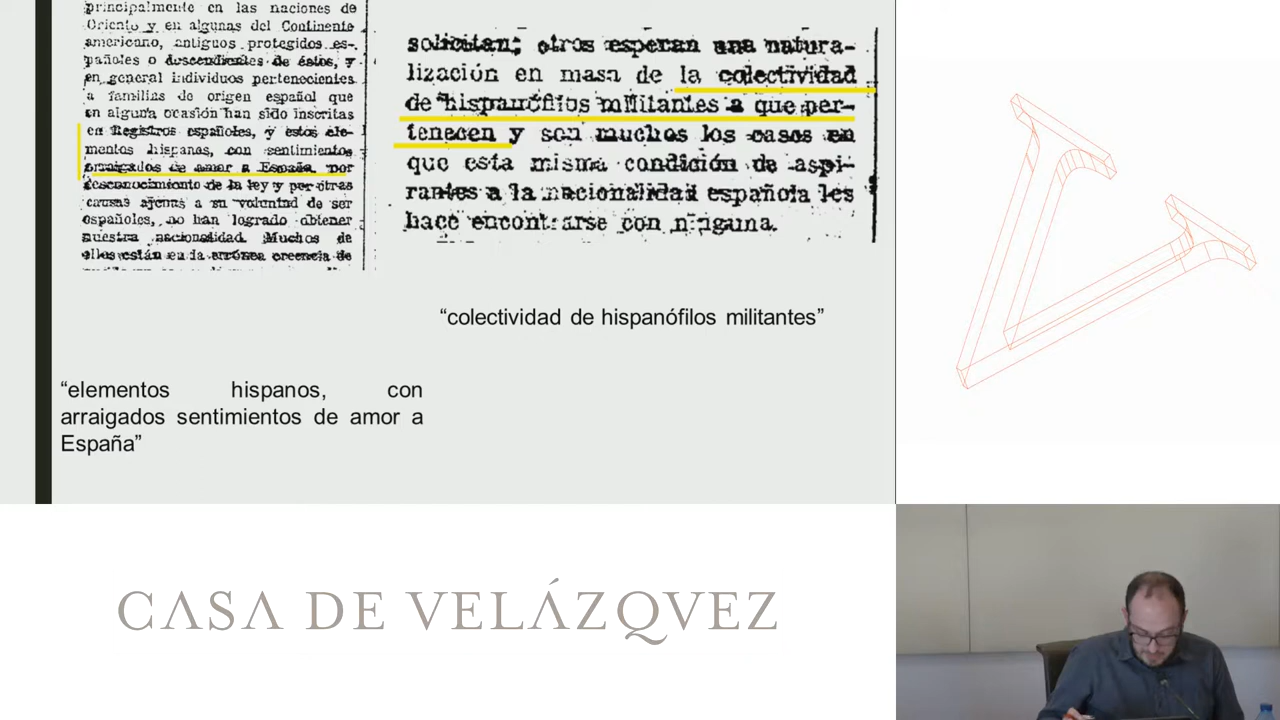 principalmente en las naciones de
Oriente y en algunas del Continente
americano, antiguos protegidos es-
pañoles o descendientes de éstos, y
en general individuos pertenecientes
a familias de origen español que
en alguna ocasión han sido inscritas
en Registros españoles, y estos ele-
mentos hispanos, con sentimientos
arraigados de amor a España por
desconocimiento de la ley y por otras
causas ajenas a su voluntad de ser
españoles, no han logrado obtener
nuestra nacionalidad. Muchos de
ellos están en la errónea creencia de
solicitan; otros esperan una natura-
lización en masa de la colectividad
de hispanófilos militantes a que per-
tenecen y son muchos los casos en
que esta misma condición de aspi-
rantes a la nacionalidad española les
hace encontrarse con ninguna.
“colectividad de hispanófilos militantes”
“elementos hispanos, con
arraigados sentimientos de amor a
España”
CASA DE VELÁZQVEZ